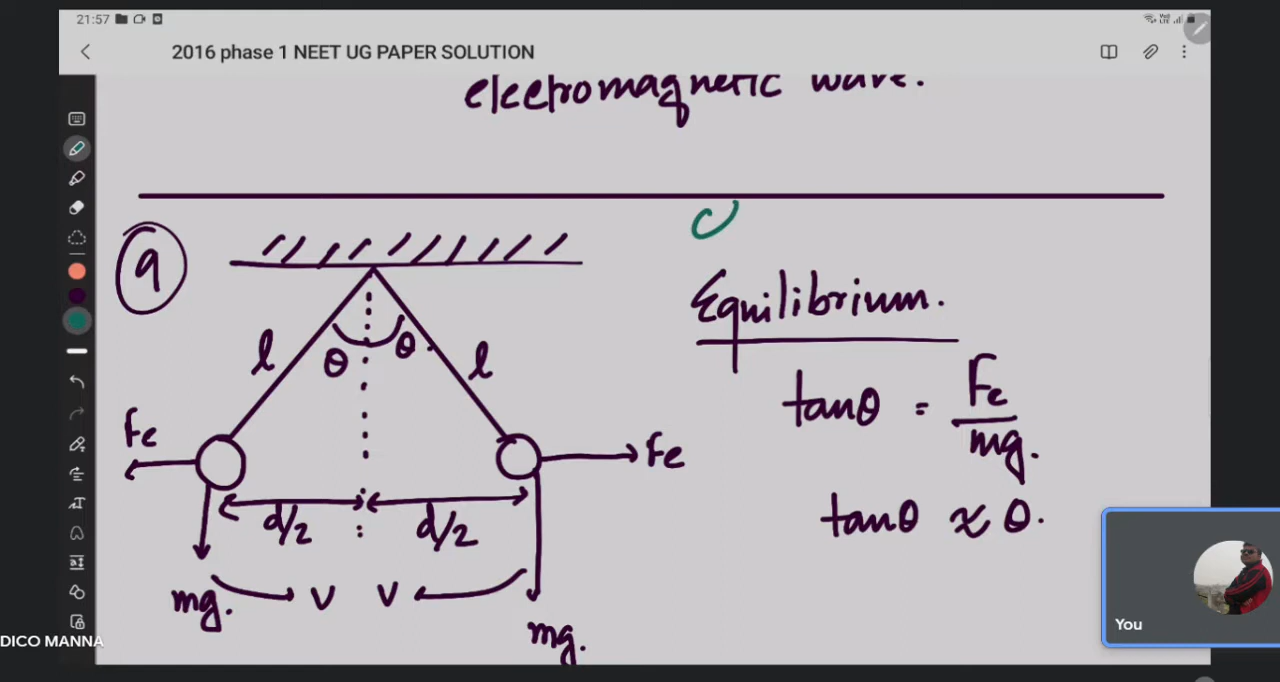 21:57
2016 phase 1 NEET UG PAPER SOLUTION
electromagnetic wave.
9
Equilibrium.
l θ θ l
tanθ = Fe/mg.
Fe Fe
d/2 d/2
tanθ ≈ θ.
mg. v v mg.
You
DICO MANNA